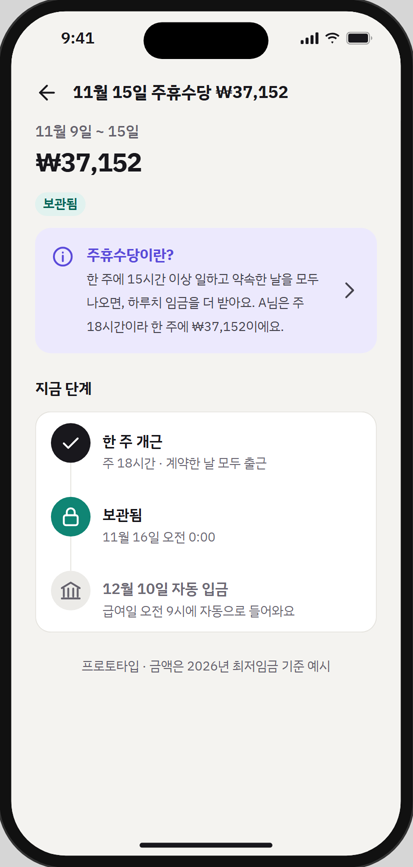 9:41
11월 15일 주휴수당 ₩37,152
11월 9일 ~ 15일
₩37,152
보관됨
주휴수당이란?
한 주에 15시간 이상 일하고 약속한 날을 모두
나오면, 하루치 임금을 더 받아요. A님은 주
18시간이라 한 주에 ₩37,152이에요.
지금 단계
한 주 개근
주 18시간 · 계약한 날 모두 출근
보관됨
11월 16일 오전 0:00
12월 10일 자동 입금
급여일 오전 9시에 자동으로 들어와요
프로토타입 · 금액은 2026년 최저임금 기준 예시